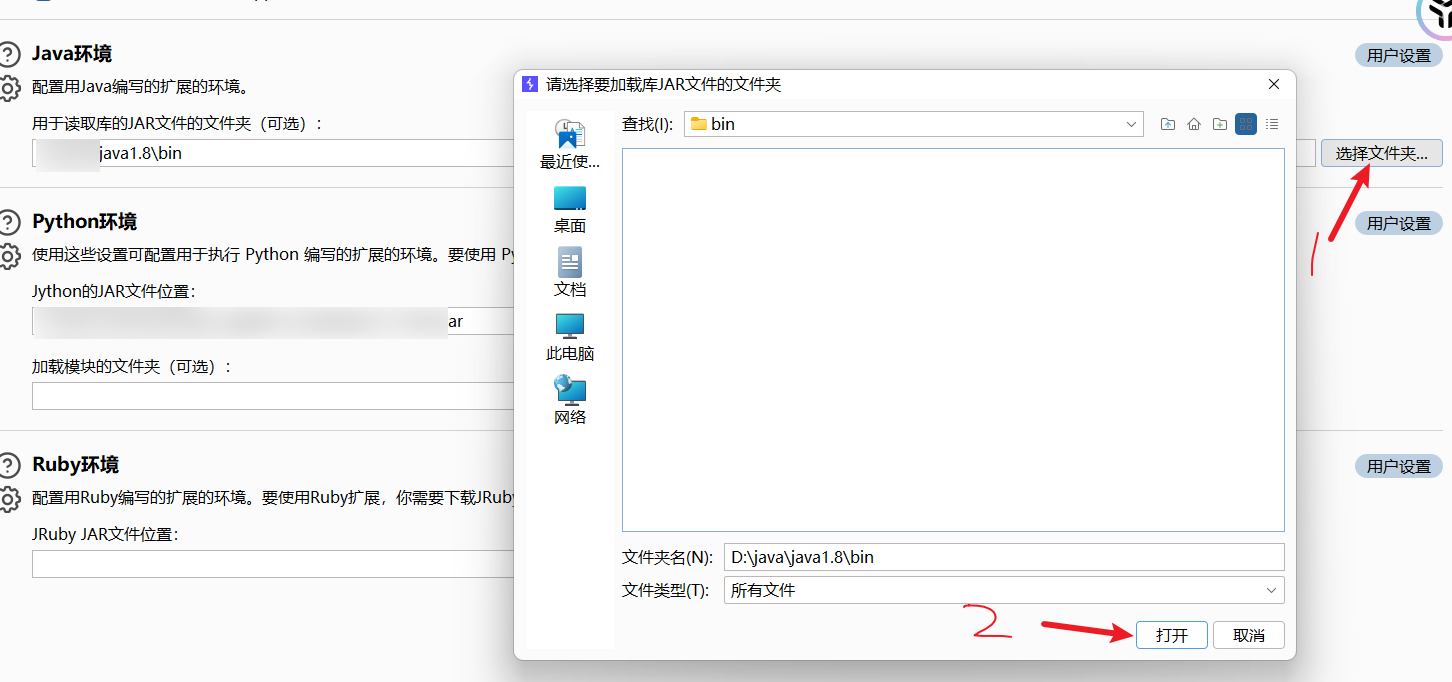 Java环境
用户设置
配置用Java编写的扩展的环境。
用于读取库的JAR文件的文件夹（可选）:
java1.8\bin
选择文件夹...
Python环境
用户设置
使用这些设置可配置用于执行 Python 编写的扩展的环境。要使用
Jython的JAR文件位置:
ar
加载模块的文件夹（可选）:
Ruby环境
用户设置
配置用Ruby编写的扩展的环境。要使用Ruby扩展，你需要下载JRuby
JRuby JAR文件位置:
请选择要加载库JAR文件的文件夹
查找(I):
bin
最近使...
桌面
文档
此电脑
网络
文件夹名(N):
D:\java\java1.8\bin
文件类型(T):
所有文件
打开
取消
1
2